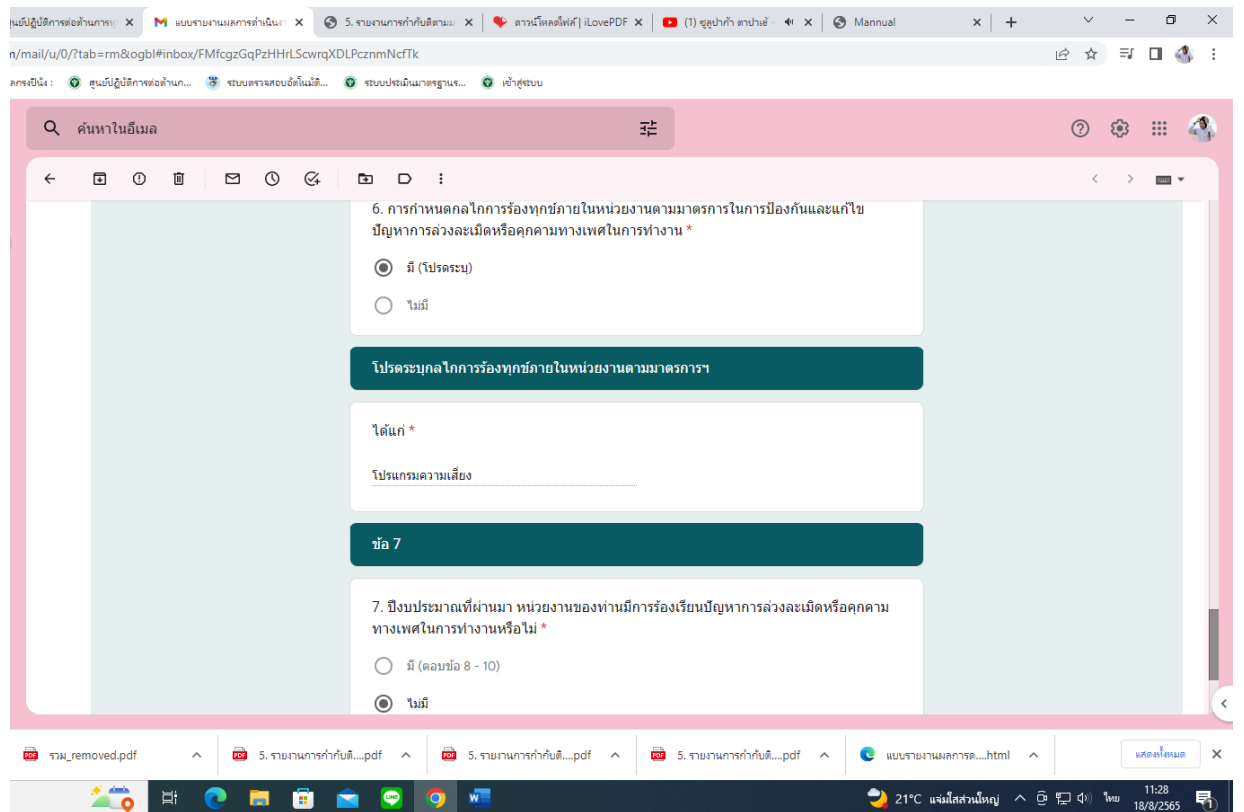 ศูนย์ปฏิบัติการต่อต้านการทุ
แบบรายงานผลการดำเนินงา
5. รายงานการกำกับติดตามม
ดาวน์โหลดไฟล์ | iLovePDF
(1) ซูลูปาก้า ตาปาเฮ้ -
Mannual
m/mail/u/0/?tab=rm&ogbl#inbox/FMfcgzGqPzHHrLScwrqXDLPcznmNcfTk
ศูนย์ปฏิบัติการต่อต้านก...
ระบบตรวจสอบอัตโนมัติ...
ระบบประเมินมาตรฐานร...
เข้าสู่ระบบ
ค้นหาในอีเมล
6. การกำหนดกลไกการร้องทุกข์ภายในหน่วยงานตามมาตรการในการป้องกันและแก้ไข
ปัญหาการล่วงละเมิดหรือคุกคามทางเพศในการทำงาน *
มี (โปรดระบุ)
ไม่มี
โปรดระบุกลไกการร้องทุกข์ภายในหน่วยงานตามมาตรการฯ
ได้แก่ *
โปรแกรมความเสี่ยง
ข้อ 7
7. ปีงบประมาณที่ผ่านมา หน่วยงานของท่านมีการร้องเรียนปัญหาการล่วงละเมิดหรือคุกคาม
ทางเพศในการทำงานหรือไม่ *
มี (ตอบข้อ 8 - 10)
ไม่มี
รวม_removed.pdf
5. รายงานการกำกับติ....pdf
5. รายงานการกำกับติ....pdf
5. รายงานการกำกับติ....pdf
แบบรายงานผลการด....html
แสดงทั้งหมด
21°C แจ่มใสส่วนใหญ่
ไทย
11:28
18/8/2565